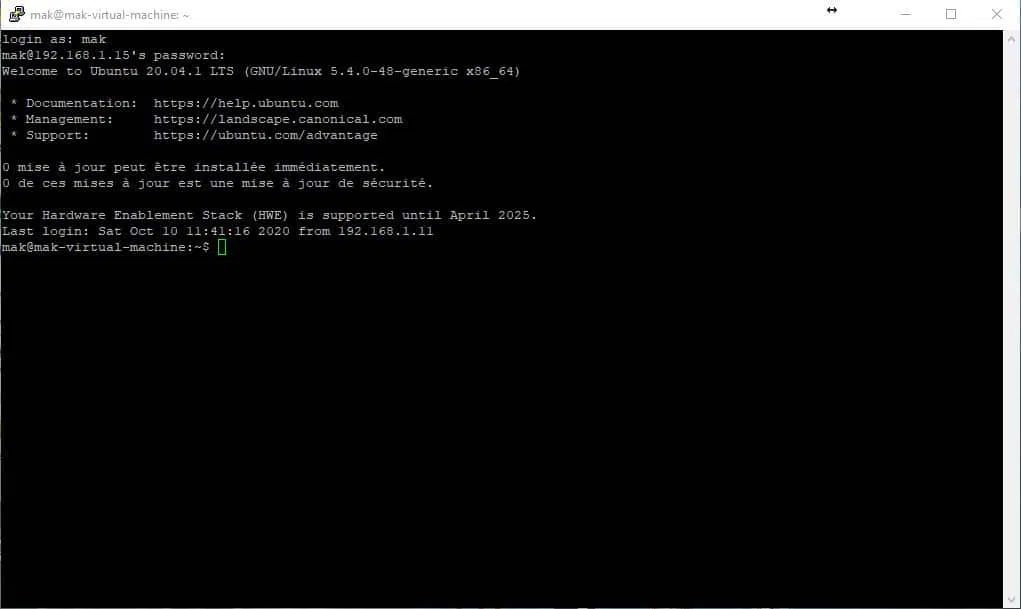 mak@mak-virtual-machine: ~
login as: mak
mak@192.168.1.15's password:
Welcome to Ubuntu 20.04.1 LTS (GNU/Linux 5.4.0-48-generic x86_64)
* Documentation:  https://help.ubuntu.com
* Management:     https://landscape.canonical.com
* Support:        https://ubuntu.com/advantage
0 mise à jour peut être installée immédiatement.
0 de ces mises à jour est une mise à jour de sécurité.
Your Hardware Enablement Stack (HWE) is supported until April 2025.
Last login: Sat Oct 10 11:41:16 2020 from 192.168.1.11
mak@mak-virtual-machine:~$